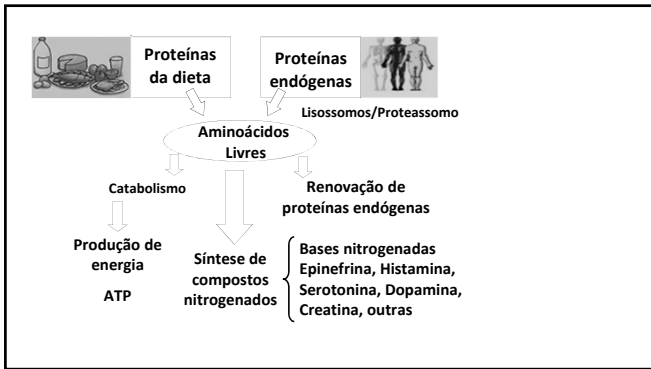 Proteínas
da dieta
Proteínas
endógenas
Lisossomos/Proteassomo
Aminoácidos
Livres
Catabolismo
Renovação de
proteínas endógenas
Produção de
energia
ATP
Síntese de
compostos
nitrogenados
Bases nitrogenadas
Epinefrina, Histamina,
Serotonina, Dopamina,
Creatina, outras